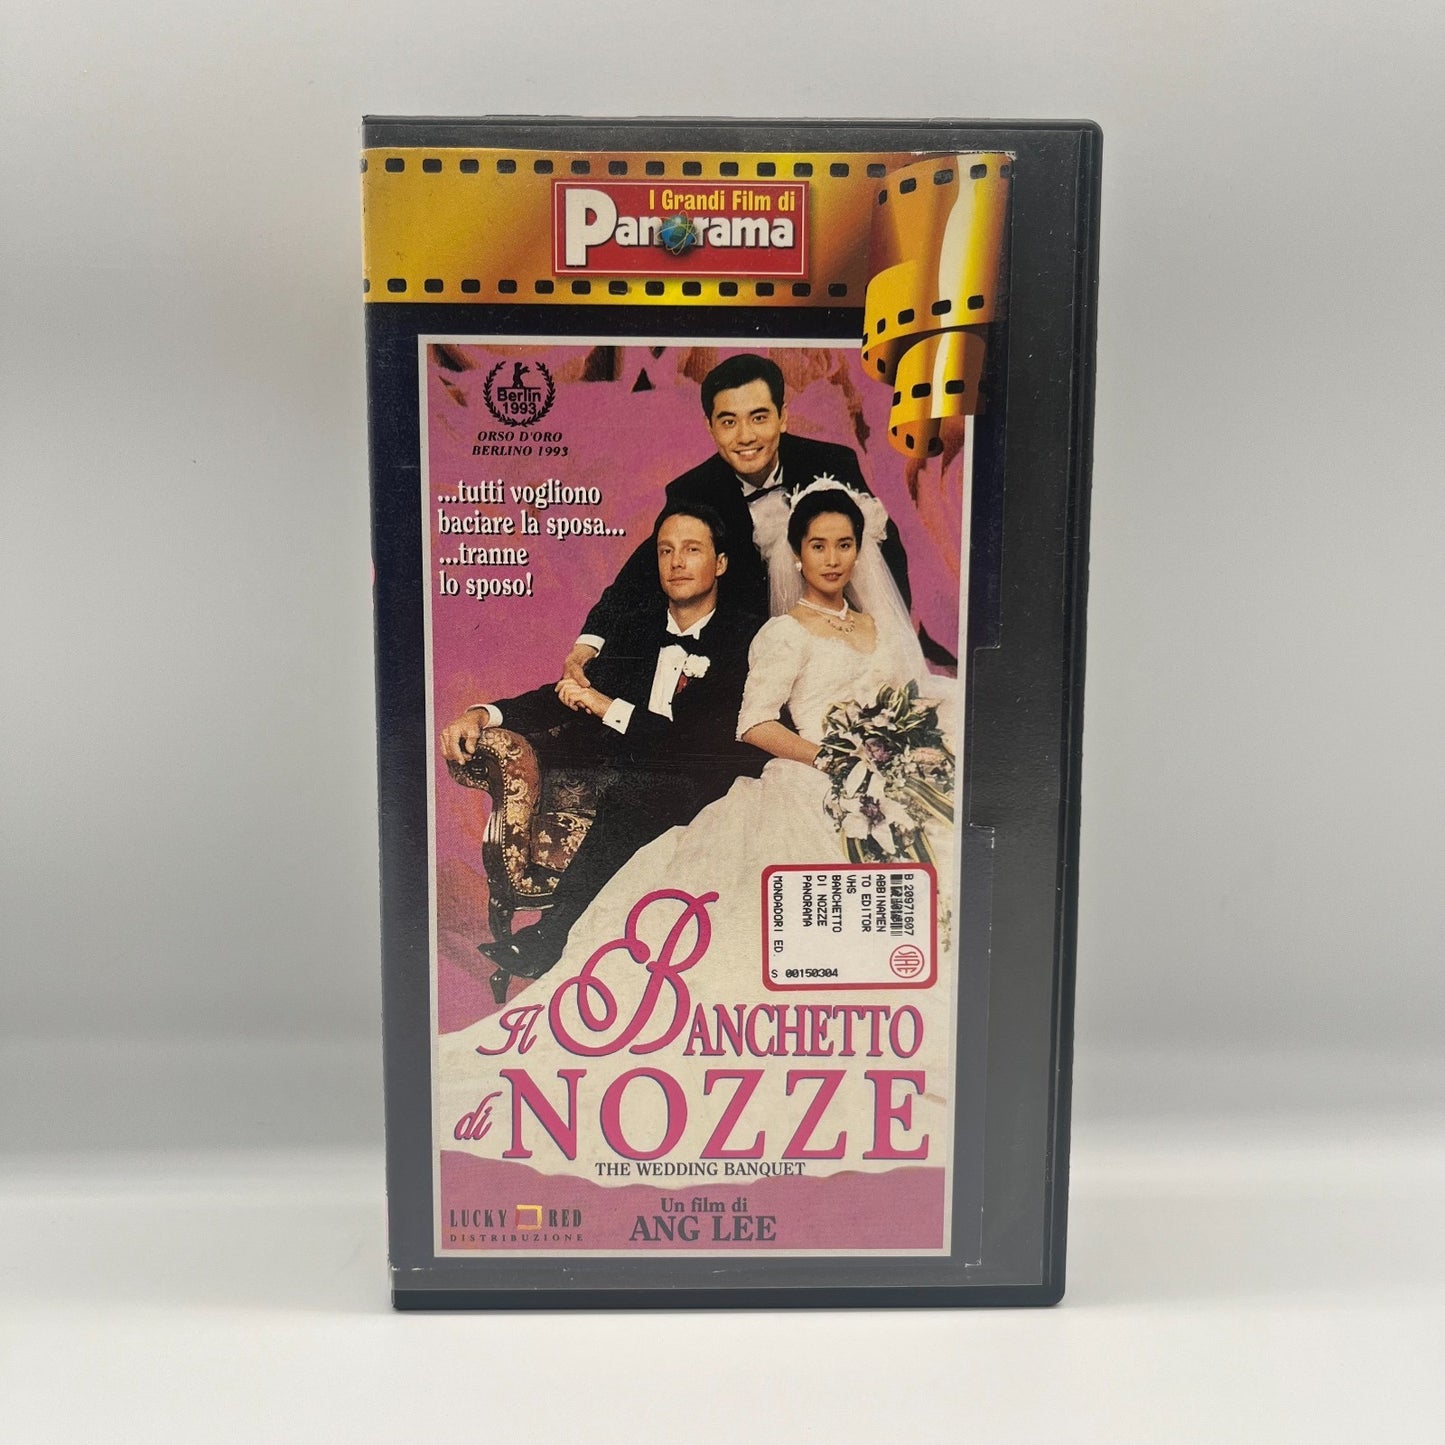 I Grandi Film di
Panorama
Berlin
1993
ORSO D'ORO
BERLINO 1993
...tutti vogliono
baciare la sposa...
...tranne
lo sposo!
B 20971607
ABBINAMEN
TO EDITOR
VHS
BANCHETTO
DI NOZZE
PANORAMA
MONDADORI ED.
S 00150304
SIAE
Il BANCHETTO
di NOZZE
THE WEDDING BANQUET
LUCKY RED
DISTRIBUZIONE
Un film di
ANG LEE